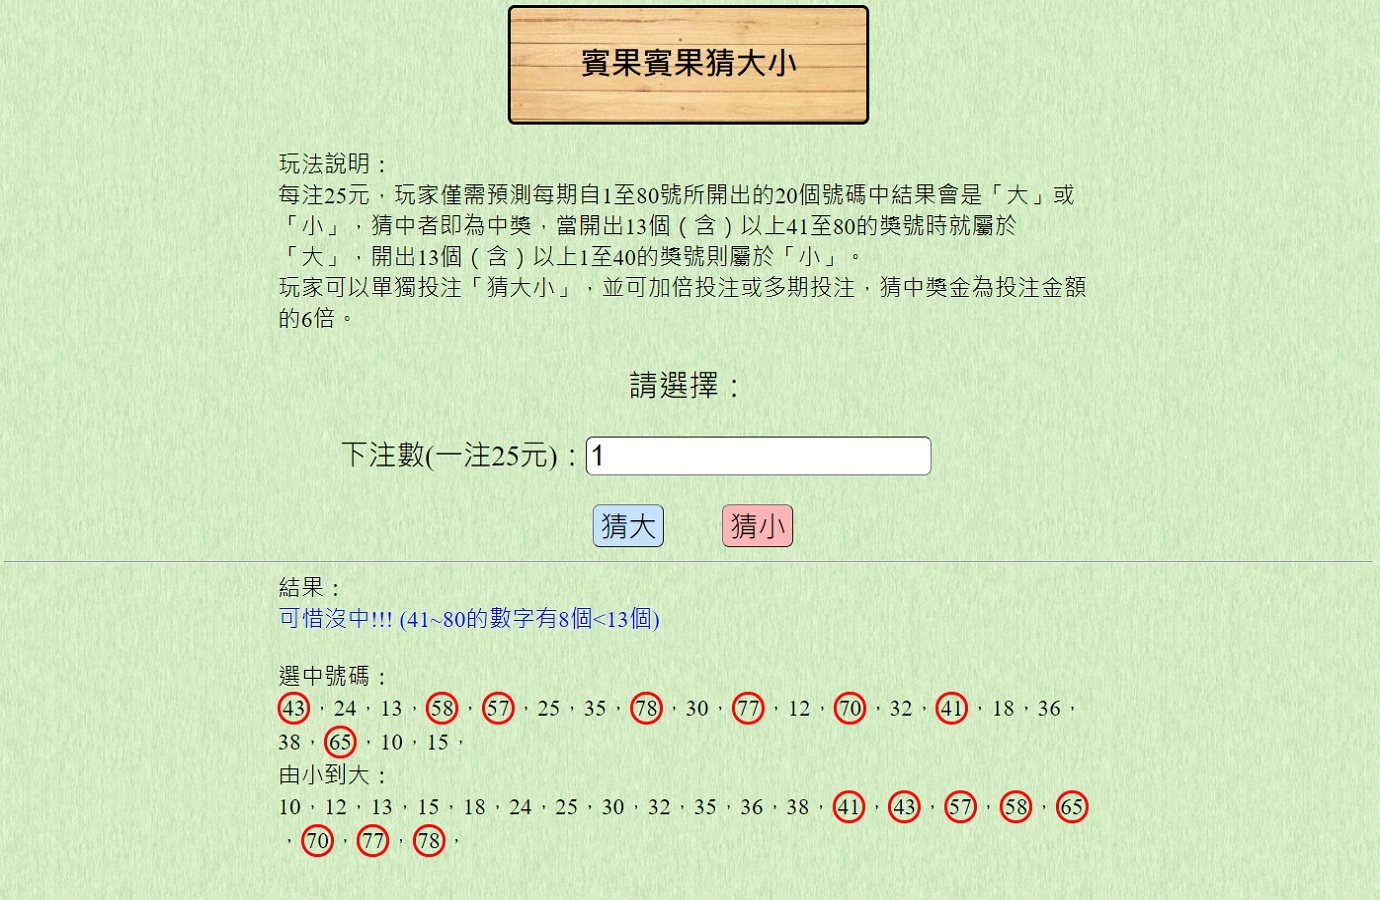 賓果賓果猜大小
玩法說明：
每注25元，玩家僅需預測每期自1至80號所開出的20個號碼中結果會是「大」或
「小」，猜中者即為中獎，當開出13個（含）以上41至80的獎號時就屬於
「大」，開出13個（含）以上1至40的獎號則屬於「小」。
玩家可以單獨投注「猜大小」，並可加倍投注或多期投注，猜中獎金為投注金額
的6倍。
請選擇：
下注數(一注25元)：1
猜大 猜小
結果：
可惜沒中!!! (41~80的數字有8個<13個)
選中號碼：
43，24，13，58，57，25，35，78，30，77，12，70，32，41，18，36，
38，65，10，15，
由小到大：
10，12，13，15，18，24，25，30，32，35，36，38，41，43，57，58，65
，70，77，78，